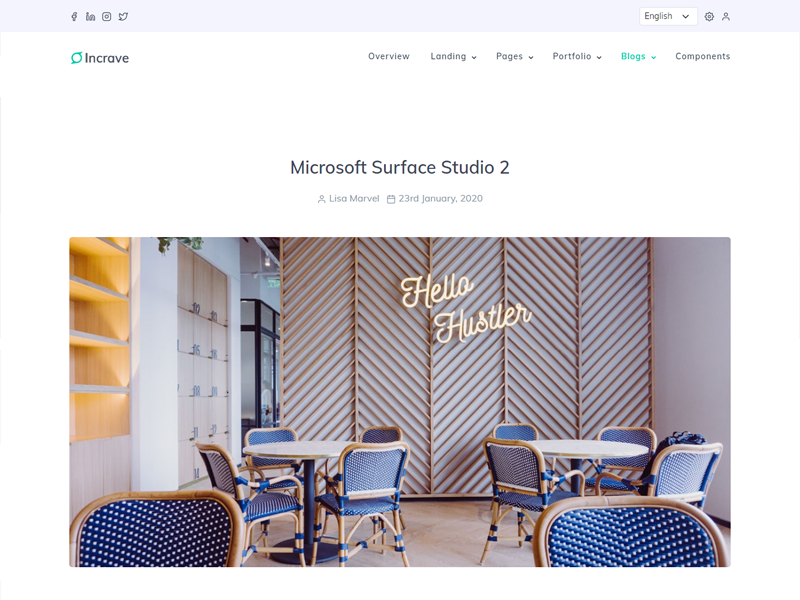 English
Incrave
Overview Landing Pages Portfolio Blogs Components
Microsoft Surface Studio 2
Lisa Marvel 23rd January, 2020
Hello
Hustler